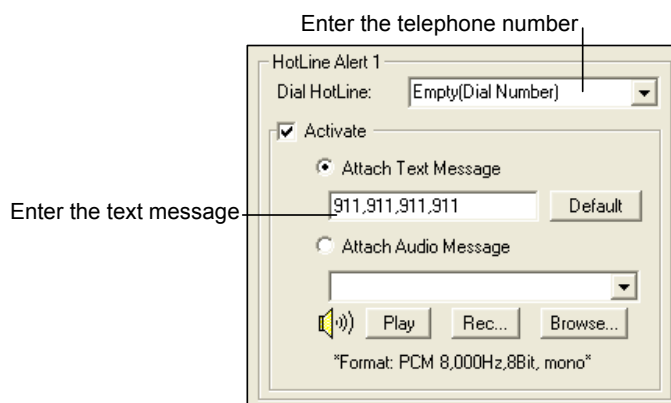 Enter the telephone number
HotLine Alert 1
Dial HotLine: Empty(Dial Number)
Activate
Attach Text Message
Enter the text message 911,911,911,911 Default
Attach Audio Message
Play Rec... Browse...
"Format: PCM 8,000Hz,8Bit, mono"